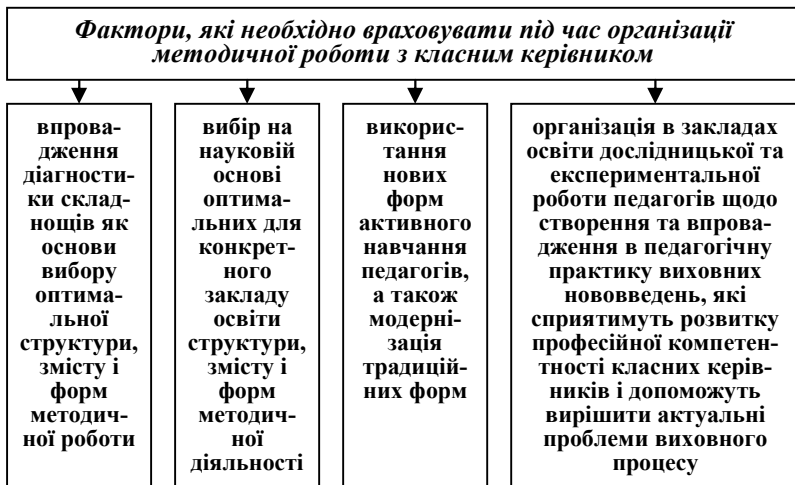 Фактори, які необхідно враховувати під час організації
методичної роботи з класним керівником
впрова-
дження
діагности-
ки склад-
нощів як
основи
вибору
оптима-
льної
структури,
змісту і
форм
методич-
ної роботи
вибір на
науковій
основі
оптима-
льних для
конкрет-
ного
закладу
освіти
структури,
змісту і
форм
методич-
ної
діяльності
викорис-
тання
нових
форм
активного
навчання
педагогів,
а також
модерні-
зація
традицій-
них форм
організація в закладах
освіти дослідницької та
експериментальної
роботи педагогів щодо
створення та впрова-
дження в педагогічну
практику виховних
нововведень, які
сприятимуть розвитку
професійної компетен-
тності класних керів-
ників і допоможуть
вирішити актуальні
проблеми виховного
процесу